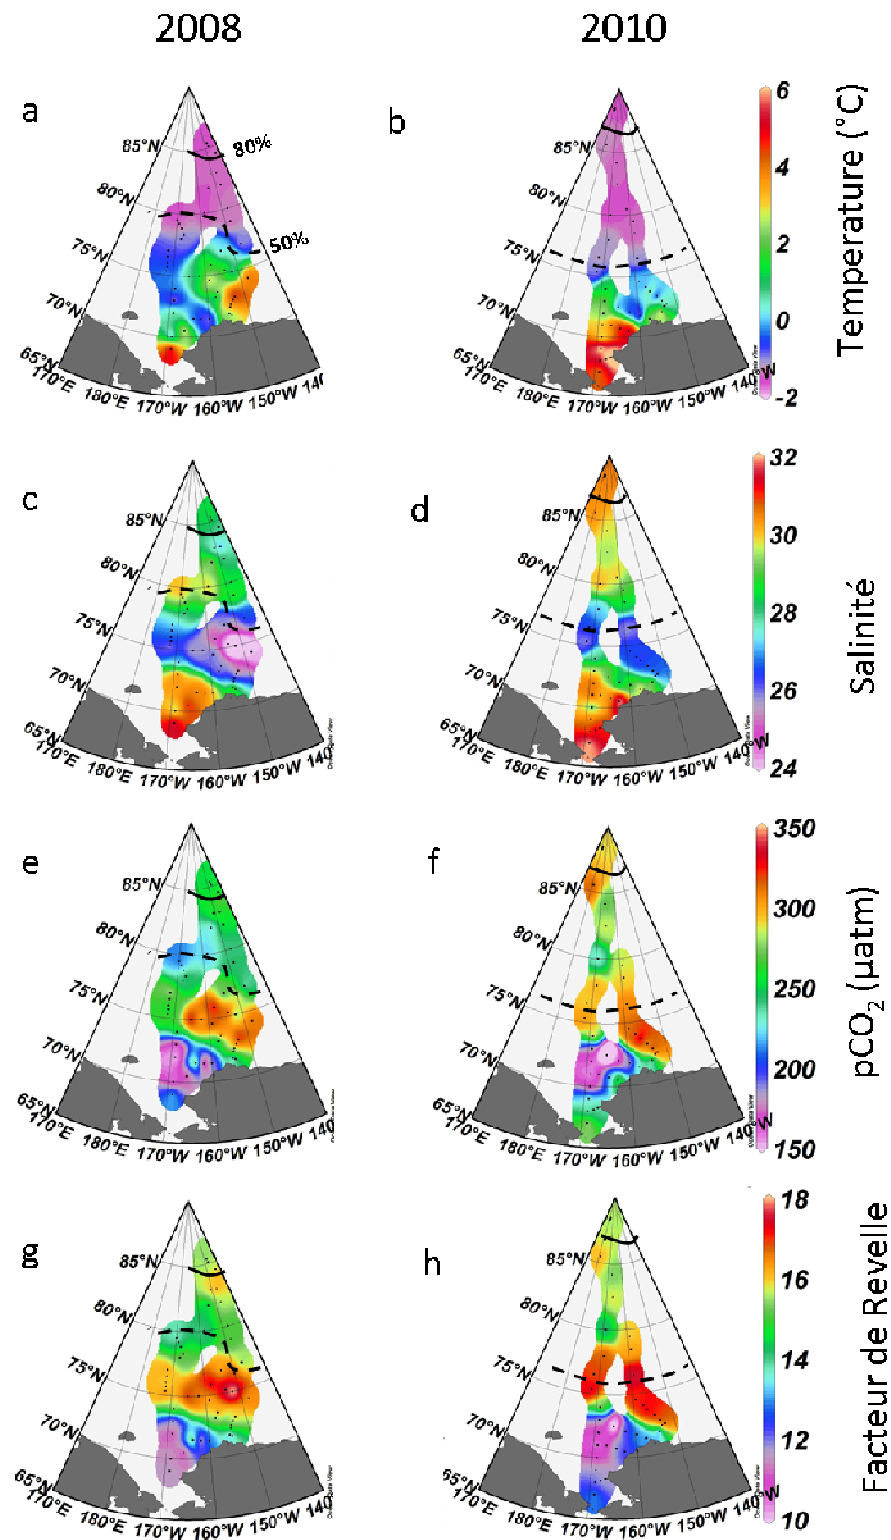 2008 2010
a b
80%
50%
85°N
80°N
75°N
70°N
65°N
170°E 180°E 170°W 160°W 150°W 140
85°N
80°N
75°N
70°N
65°N
170°E 180°E 170°W 160°W 150°W 140°W
6
4
2
0
-2
Temperature (°C)
c d
85°N
80°N
75°N
70°N
65°N
170°E 180°E 170°W 160°W 150°W 140
85°N
80°N
75°N
70°N
65°N
170°E 180°E 170°W 160°W 150°W 140°W
32
30
28
26
24
Salinité
e f
85°N
80°N
75°N
70°N
65°N
170°E 180°E 170°W 160°W 150°W 140
85°N
80°N
75°N
70°N
65°N
170°E 180°E 170°W 160°W 150°W 140°W
350
300
250
200
150
pCO₂ (µatm)
g h
85°N
80°N
75°N
70°N
65°N
170°E 180°E 170°W 160°W 150°W 140
85°N
80°N
75°N
70°N
65°N
170°E 180°E 170°W 160°W 150°W 140°W
18
16
14
12
10
Facteur de Revelle